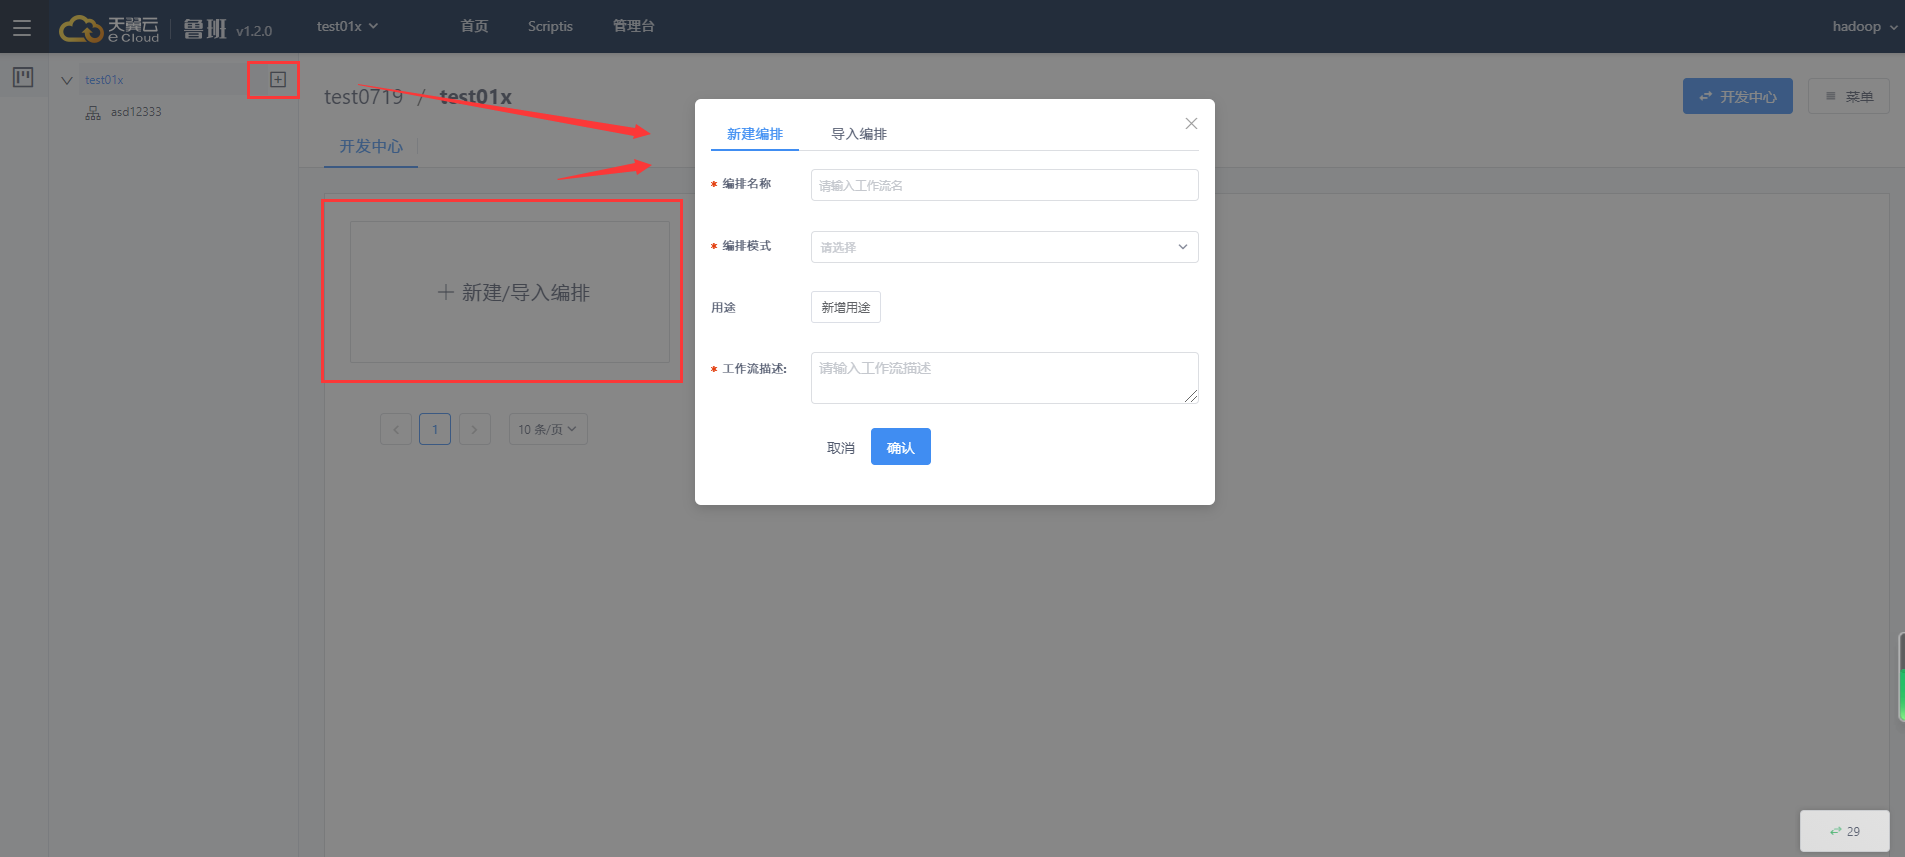 天翼云
e Cloud
鲁班 v1.2.0
test01x
首页
Scriptis
管理台
hadoop
test01x
asd12333
test0719 / test01x
开发中心
菜单
开发中心
新建/导入编排
1
10 条/页
新建编排
导入编排
* 编排名称
请输入工作流名
* 编排模式
请选择
用途
新增用途
* 工作流描述:
请输入工作流描述
取消
确认
29